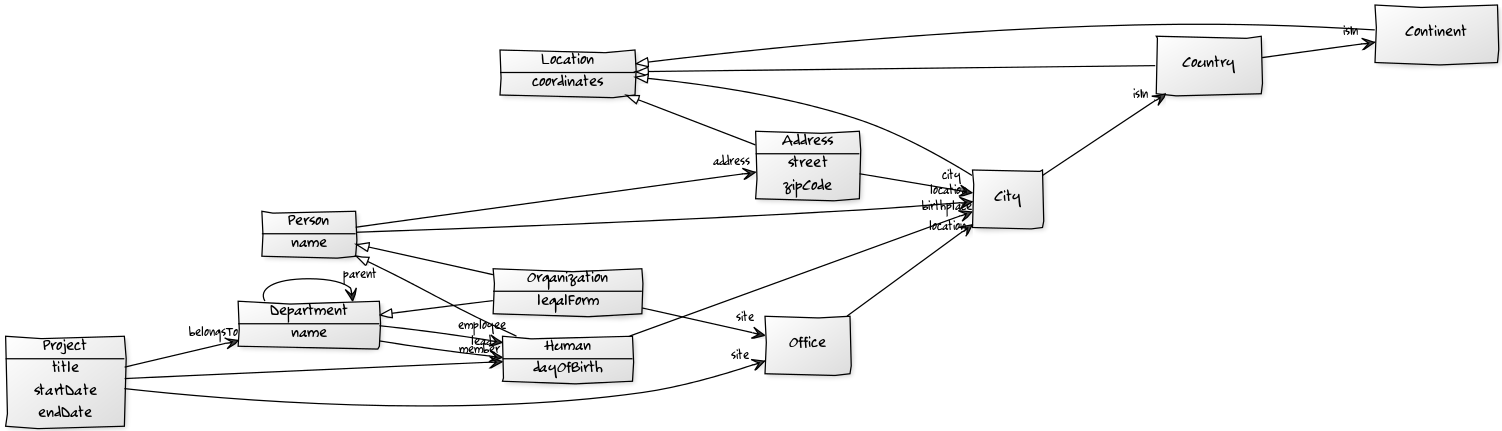 isIn
Continent
Location
coordinates
Country
isIn
Address
street
zipCode
address
city
location
birthplace
location
City
Person
name
parent
Organization
legalForm
Department
name
belongsTo
employee
member
site
Office
site
Human
dayOfBirth
Project
title
startDate
endDate